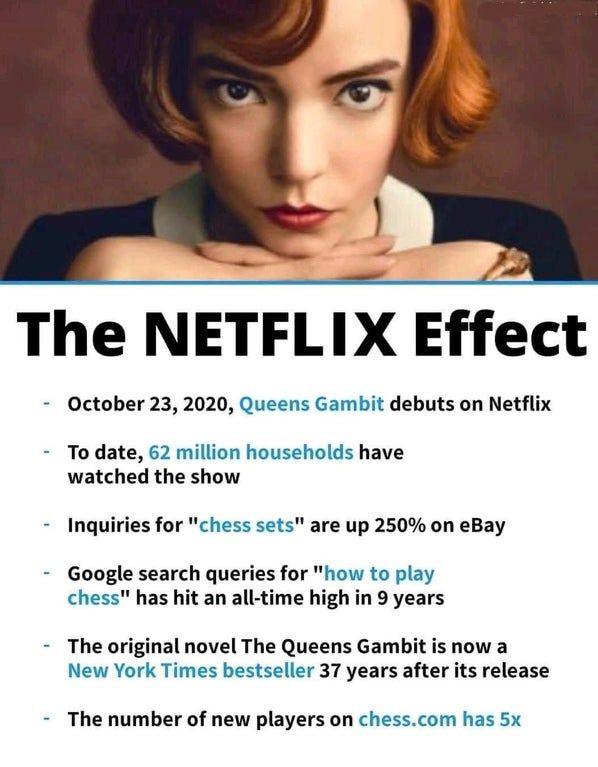 The NETFLIX Effect
- October 23, 2020, Queens Gambit debuts on Netflix
- To date, 62 million households have
watched the show
- Inquiries for "chess sets" are up 250% on eBay
- Google search queries for "how to play
chess" has hit an all-time high in 9 years
- The original novel The Queens Gambit is now a
New York Times bestseller 37 years after its release
- The number of new players on chess.com has 5x